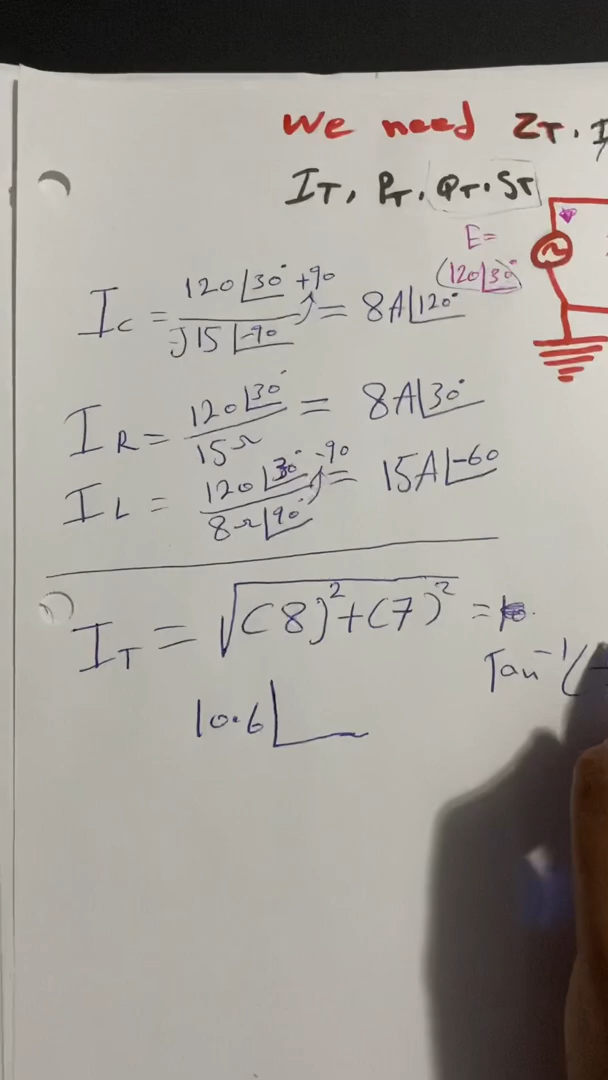 We need ZT. I
IT, PT. QT. ST
E=
(120∠30°)
IC = 120∠30° +90 / -J15∠-90 = 8A∠120°
IR = 120∠30° / 15Ω = 8A∠30°
IL = 120∠30° -90 / 8Ω∠90° = 15A∠-60
IT = √(8)²+(7)² =
Tan⁻¹(
10.6∠